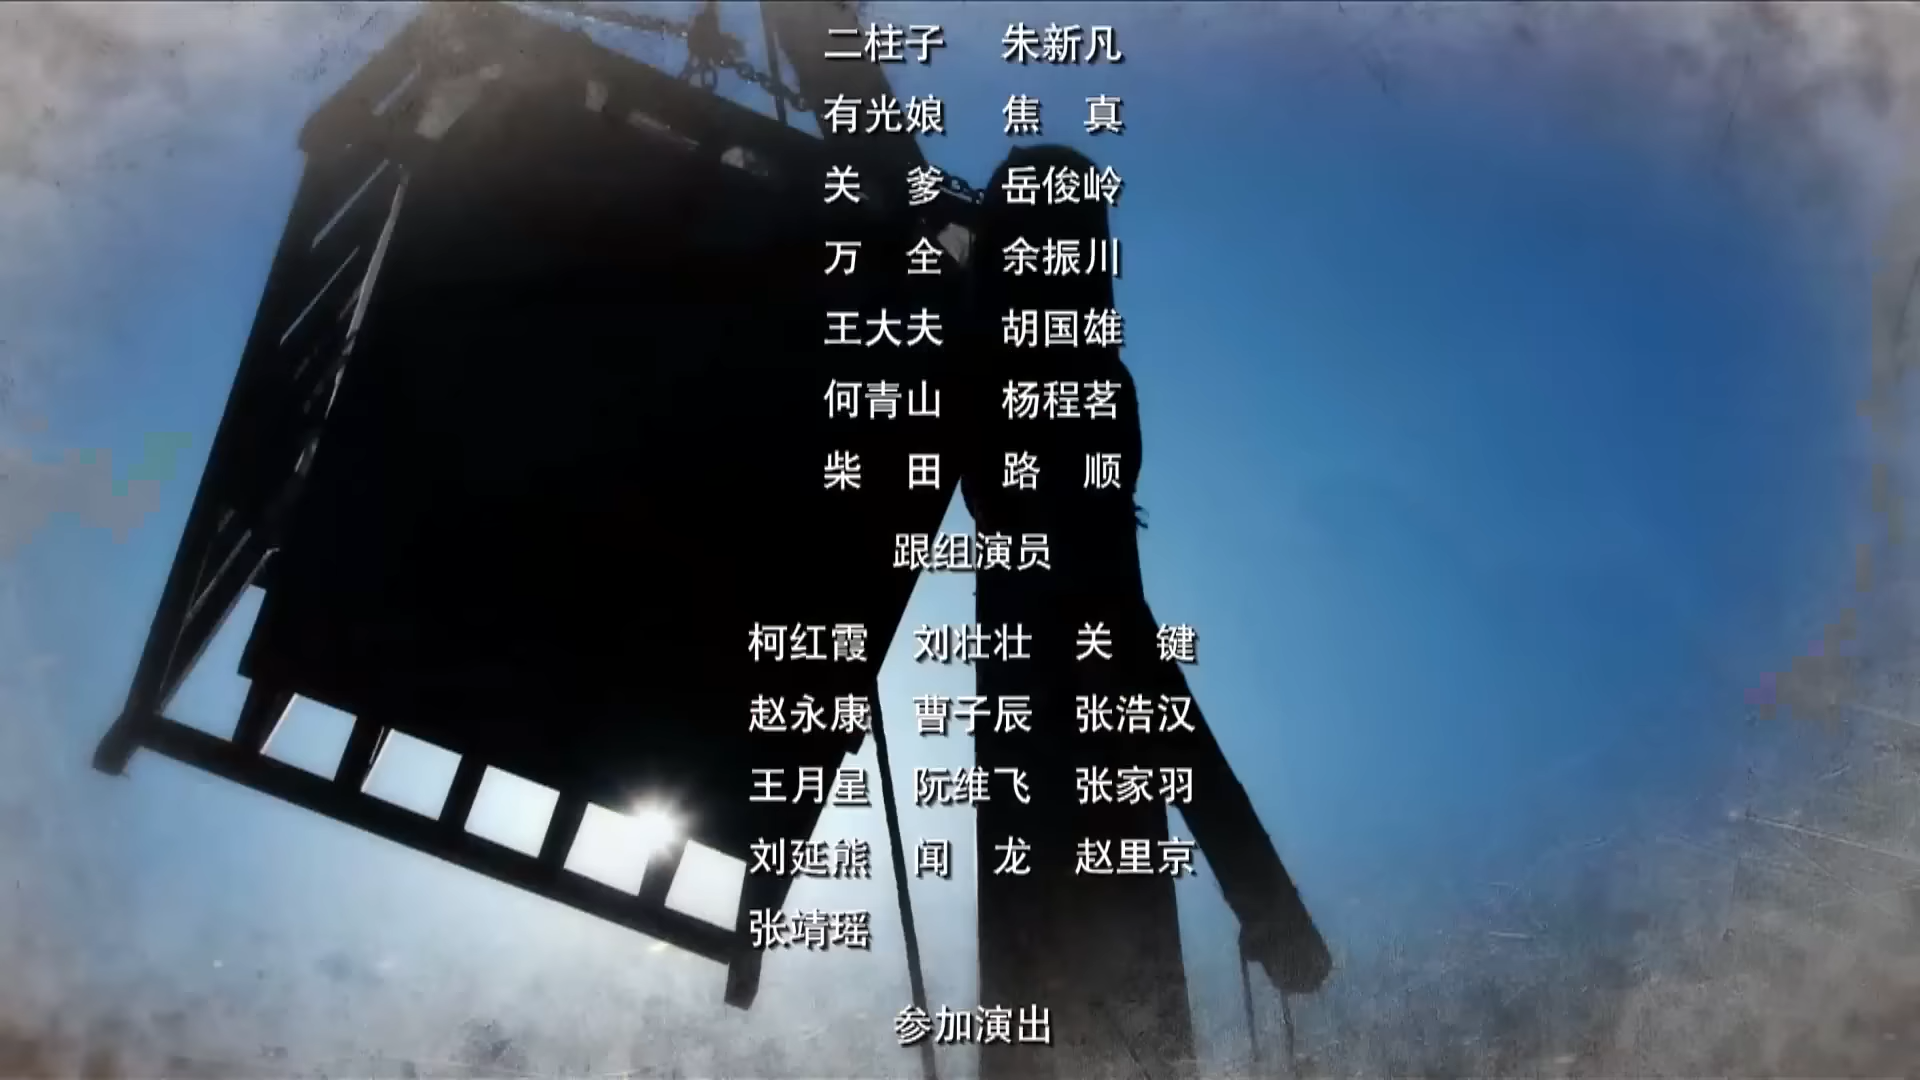 二柱子 朱新凡
有光娘 焦 真
关 爹 岳俊岭
万 全 余振川
王大夫 胡国雄
何青山 杨程茗
柴 田 路 顺
跟组演员
柯红霞 刘壮壮 关 键
赵永康 曹子辰 张浩汉
王月星 阮维飞 张家羽
刘延熊 闻 龙 赵里京
张靖瑶
参加演出